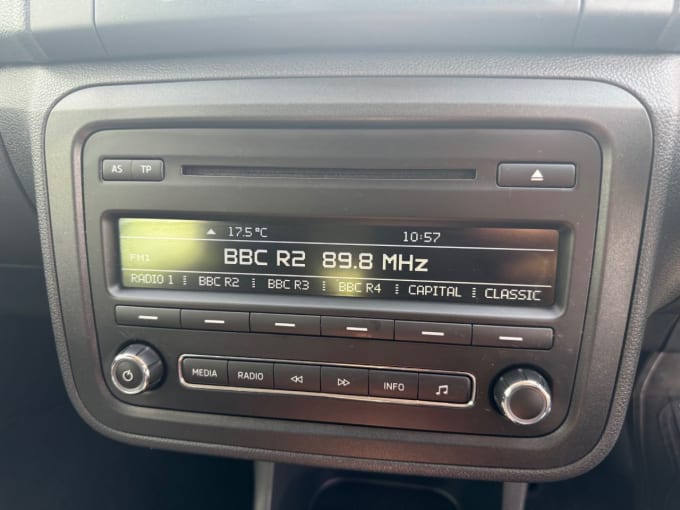 AS TP
17.5°C 10:57
FM1 BBC R2 89.8 MHz
RADIO 1 BBC R2 BBC R3 BBC R4 CAPITAL CLASSIC
MEDIA RADIO INFO